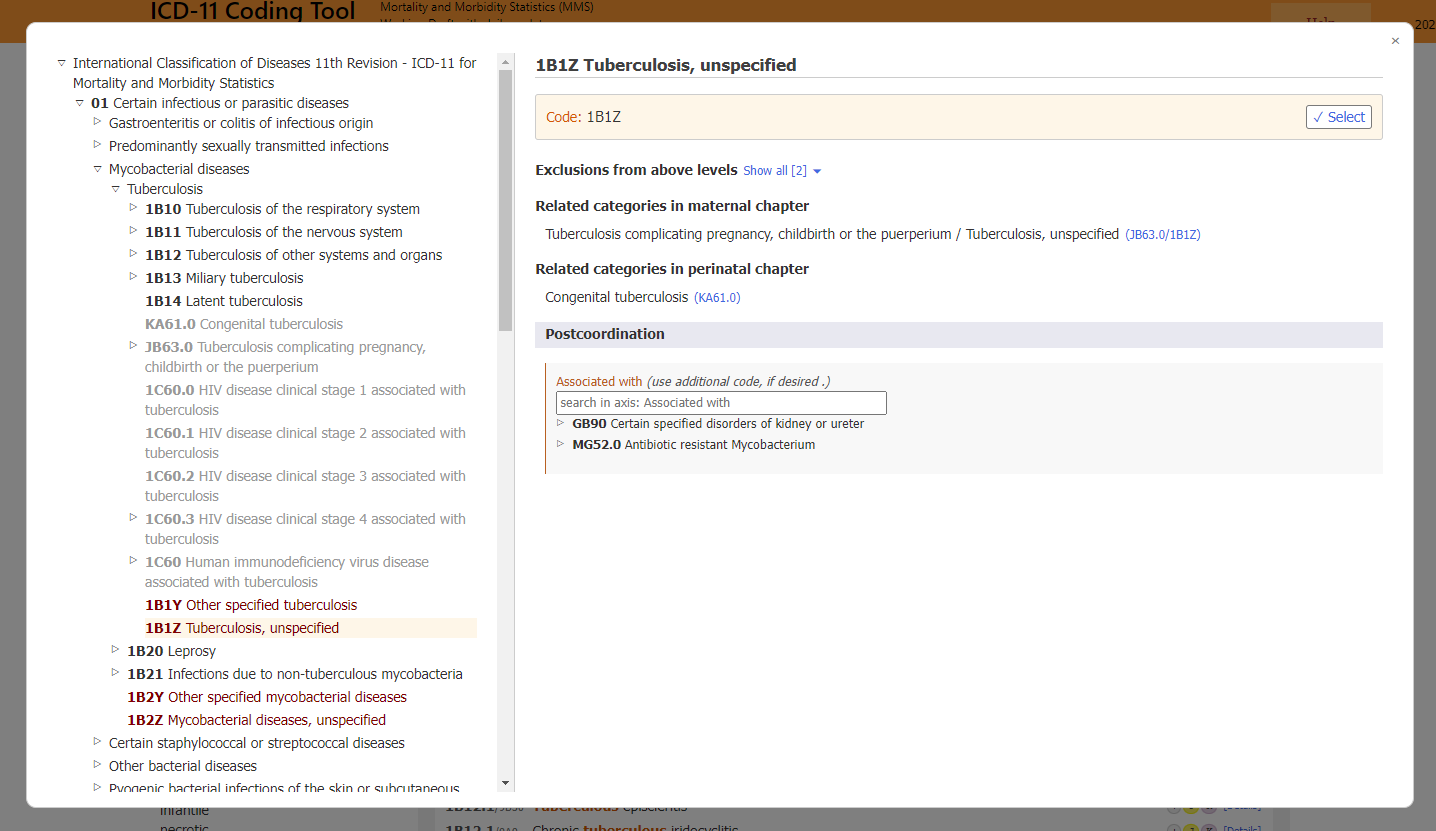 ICD-11 Coding Tool
Mortality and Morbidity Statistics (MMS)
Help
202
×
International Classification of Diseases 11th Revision - ICD-11 for
Mortality and Morbidity Statistics
01 Certain infectious or parasitic diseases
Gastroenteritis or colitis of infectious origin
Predominantly sexually transmitted infections
Mycobacterial diseases
Tuberculosis
1B10 Tuberculosis of the respiratory system
1B11 Tuberculosis of the nervous system
1B12 Tuberculosis of other systems and organs
1B13 Miliary tuberculosis
1B14 Latent tuberculosis
KA61.0 Congenital tuberculosis
JB63.0 Tuberculosis complicating pregnancy,
childbirth or the puerperium
1C60.0 HIV disease clinical stage 1 associated with
tuberculosis
1C60.1 HIV disease clinical stage 2 associated with
tuberculosis
1C60.2 HIV disease clinical stage 3 associated with
tuberculosis
1C60.3 HIV disease clinical stage 4 associated with
tuberculosis
1C60 Human immunodeficiency virus disease
associated with tuberculosis
1B1Y Other specified tuberculosis
1B1Z Tuberculosis, unspecified
1B20 Leprosy
1B21 Infections due to non-tuberculous mycobacteria
1B2Y Other specified mycobacterial diseases
1B2Z Mycobacterial diseases, unspecified
Certain staphylococcal or streptococcal diseases
Other bacterial diseases
Pyogenic bacterial infections of the skin or subcutaneous
1B1Z Tuberculosis, unspecified
Code: 1B1Z
✓ Select
Exclusions from above levels Show all [2]
Related categories in maternal chapter
Tuberculosis complicating pregnancy, childbirth or the puerperium / Tuberculosis, unspecified (JB63.0/1B1Z)
Related categories in perinatal chapter
Congenital tuberculosis (KA61.0)
Postcoordination
Associated with (use additional code, if desired .)
search in axis: Associated with
GB90 Certain specified disorders of kidney or ureter
MG52.0 Antibiotic resistant Mycobacterium
infantile
necrotic
Tuberculous episcleritis
Chronic tuberculous iridocyclitis
[Details]